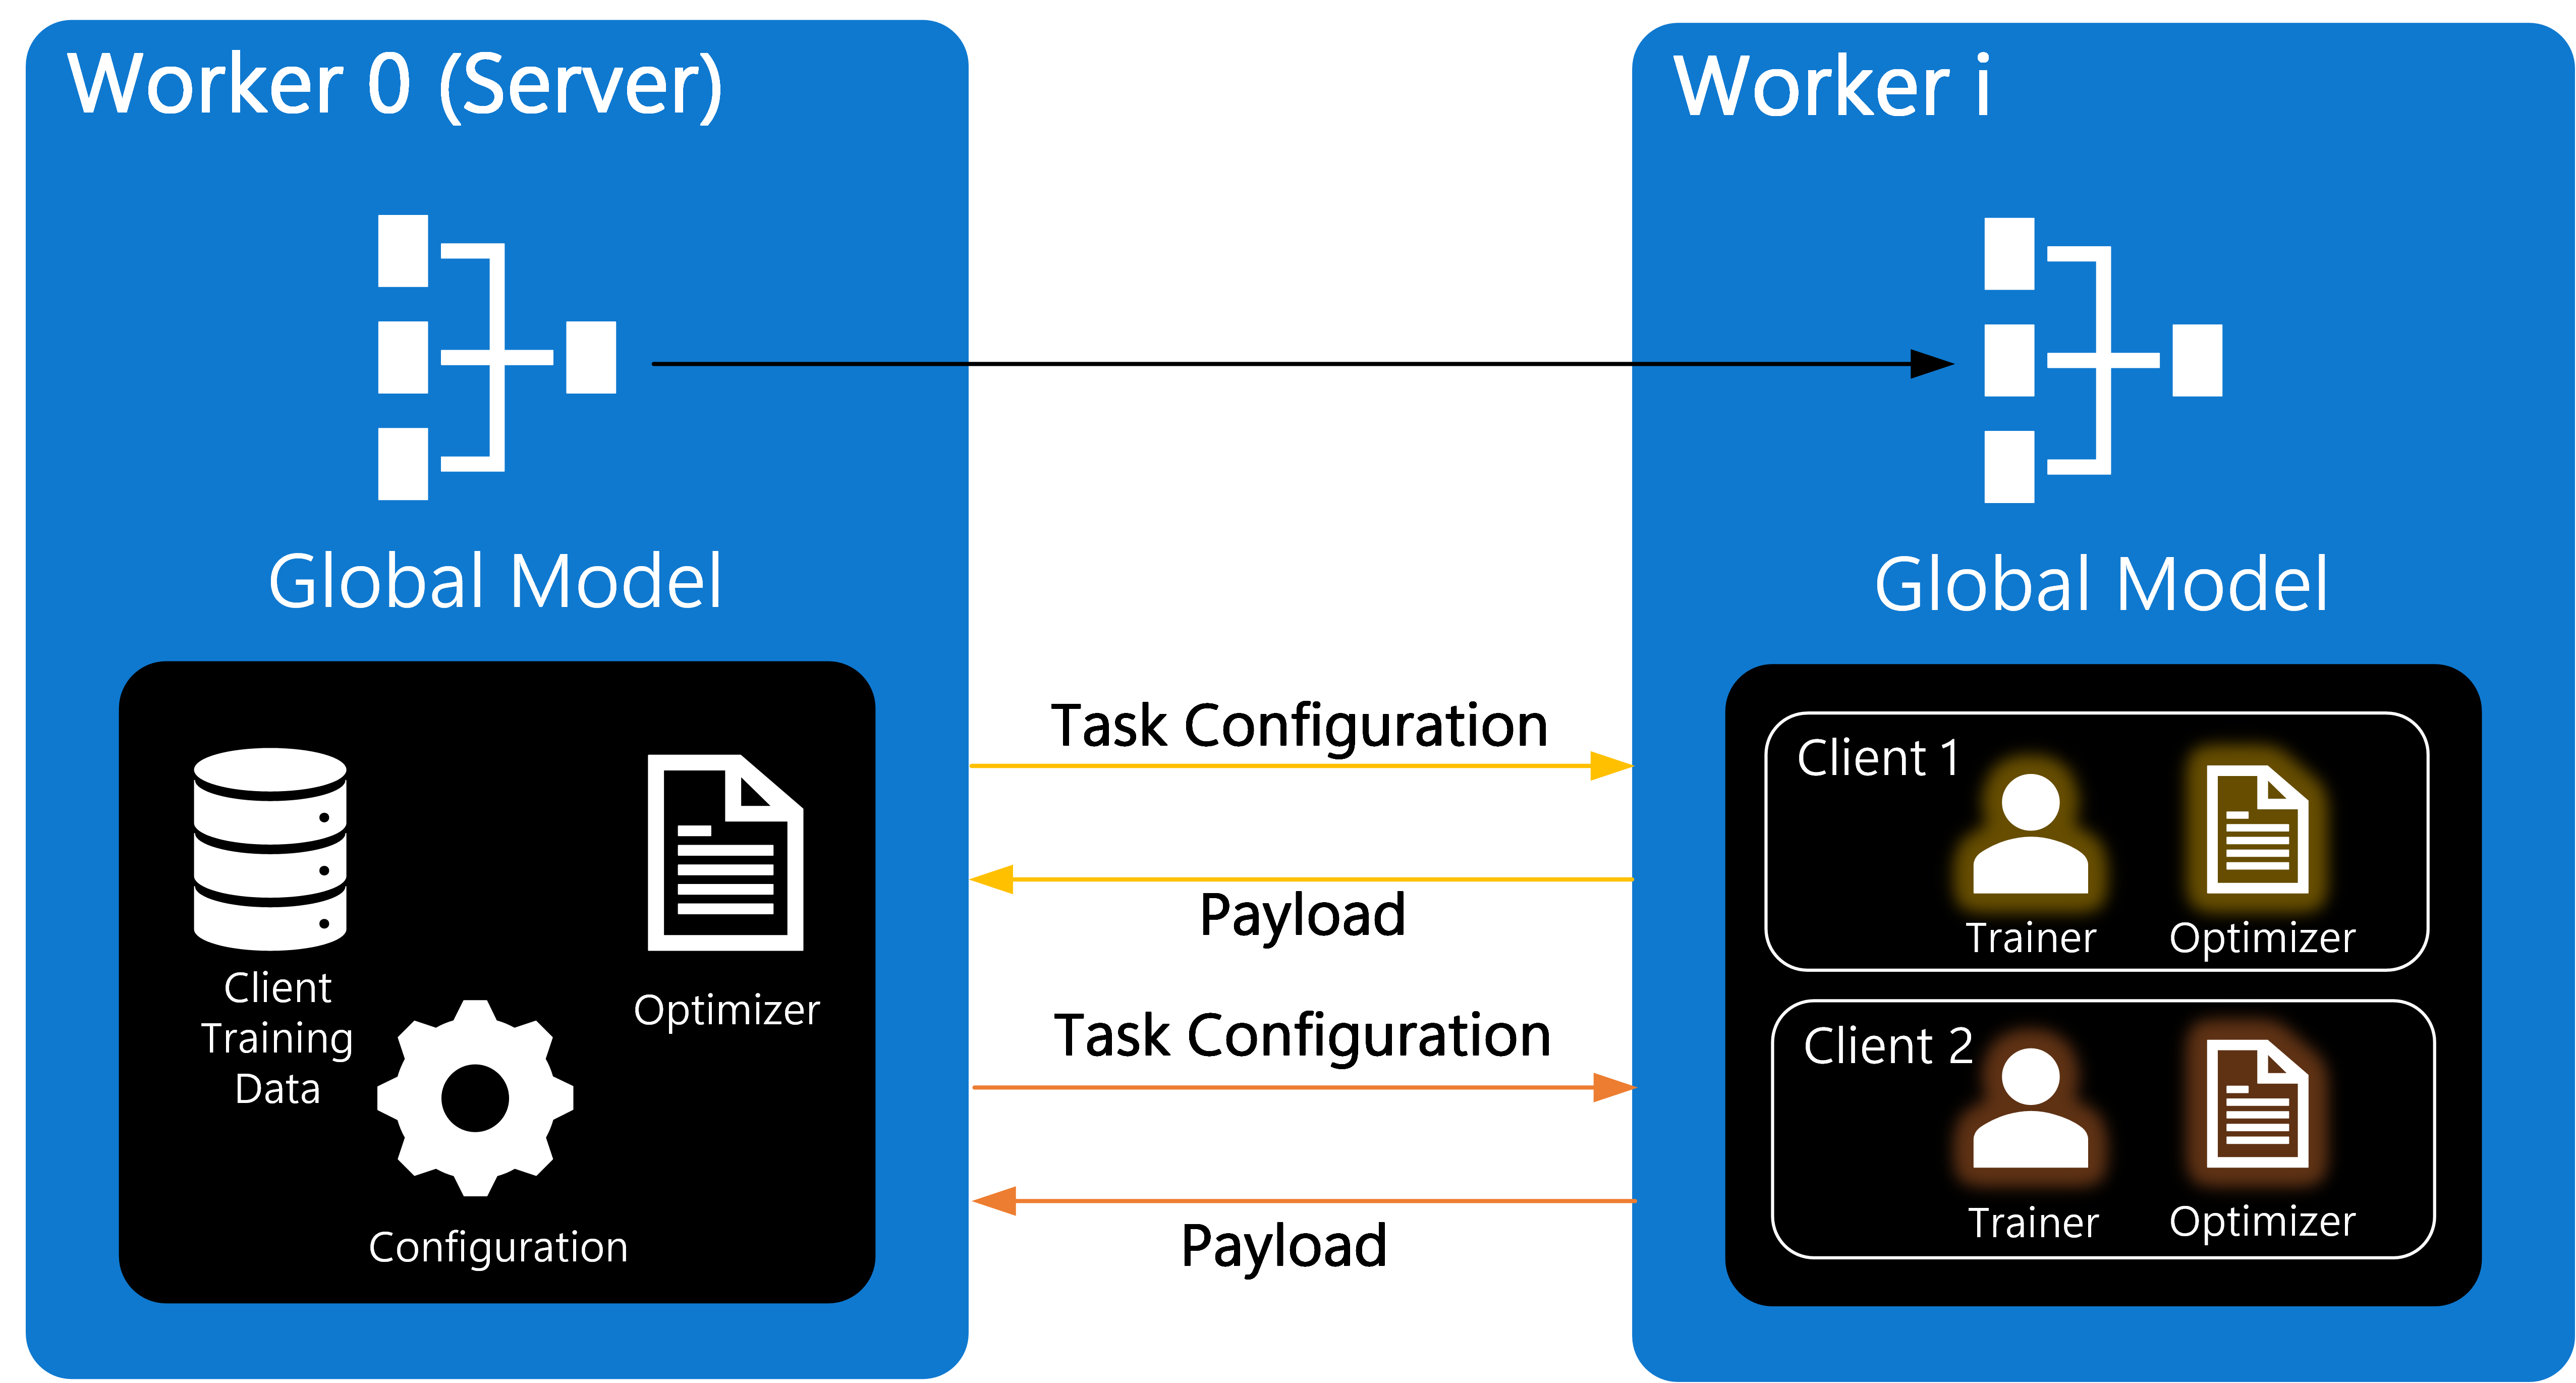 Worker 0 (Server)
Global Model
Client
Training
Data
Optimizer
Configuration
Task Configuration
Payload
Task Configuration
Payload
Worker i
Global Model
Client 1
Trainer
Optimizer
Client 2
Trainer
Optimizer